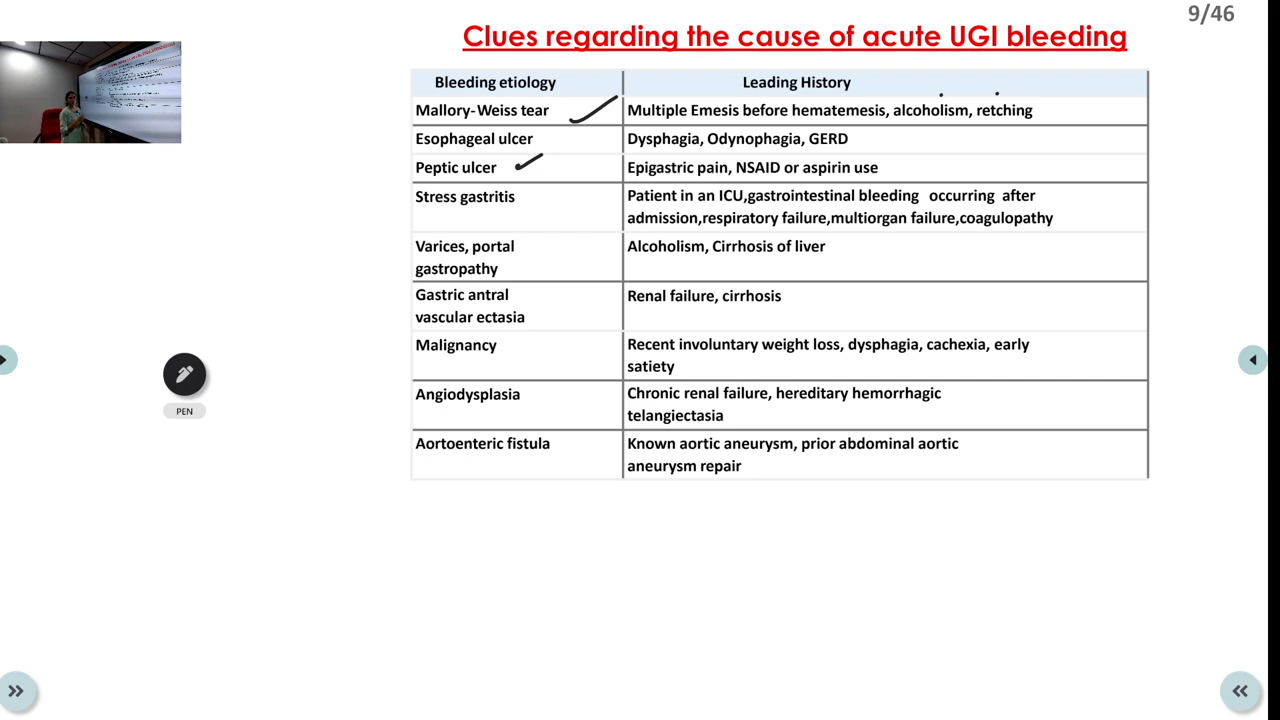 9/46
Clues regarding the cause of acute UGI bleeding
Bleeding etiology Leading History
Mallory-Weiss tear Multiple Emesis before hematemesis, alcoholism, retching
Esophageal ulcer Dysphagia, Odynophagia, GERD
Peptic ulcer Epigastric pain, NSAID or aspirin use
Stress gastritis Patient in an ICU,gastrointestinal bleeding occurring after
admission,respiratory failure,multiorgan failure,coagulopathy
Varices, portal Alcoholism, Cirrhosis of liver
gastropathy
Gastric antral Renal failure, cirrhosis
vascular ectasia
Malignancy Recent involuntary weight loss, dysphagia, cachexia, early
satiety
Angiodysplasia Chronic renal failure, hereditary hemorrhagic
telangiectasia
Aortoenteric fistula Known aortic aneurysm, prior abdominal aortic
aneurysm repair
PEN